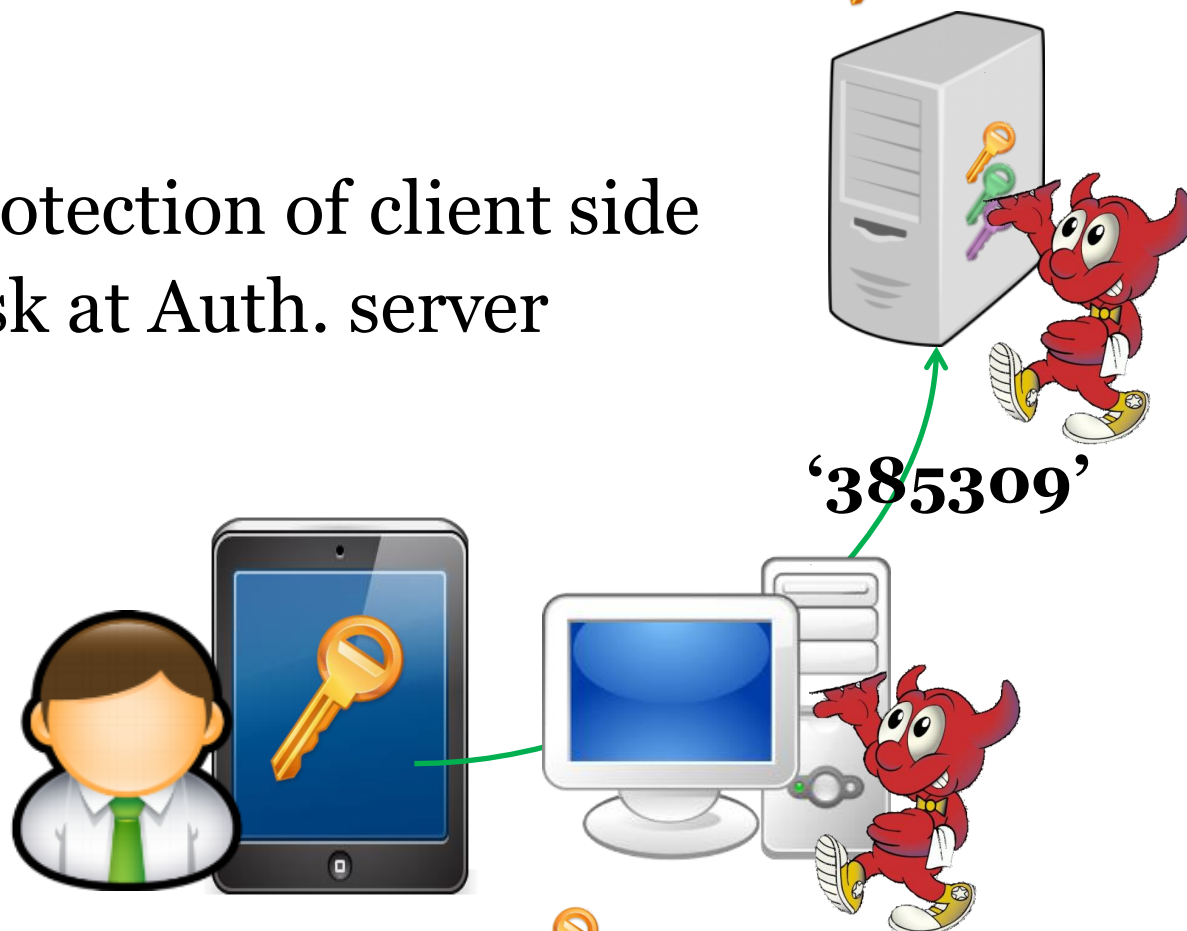 otection of client side
sk at Auth. server
‘385309’